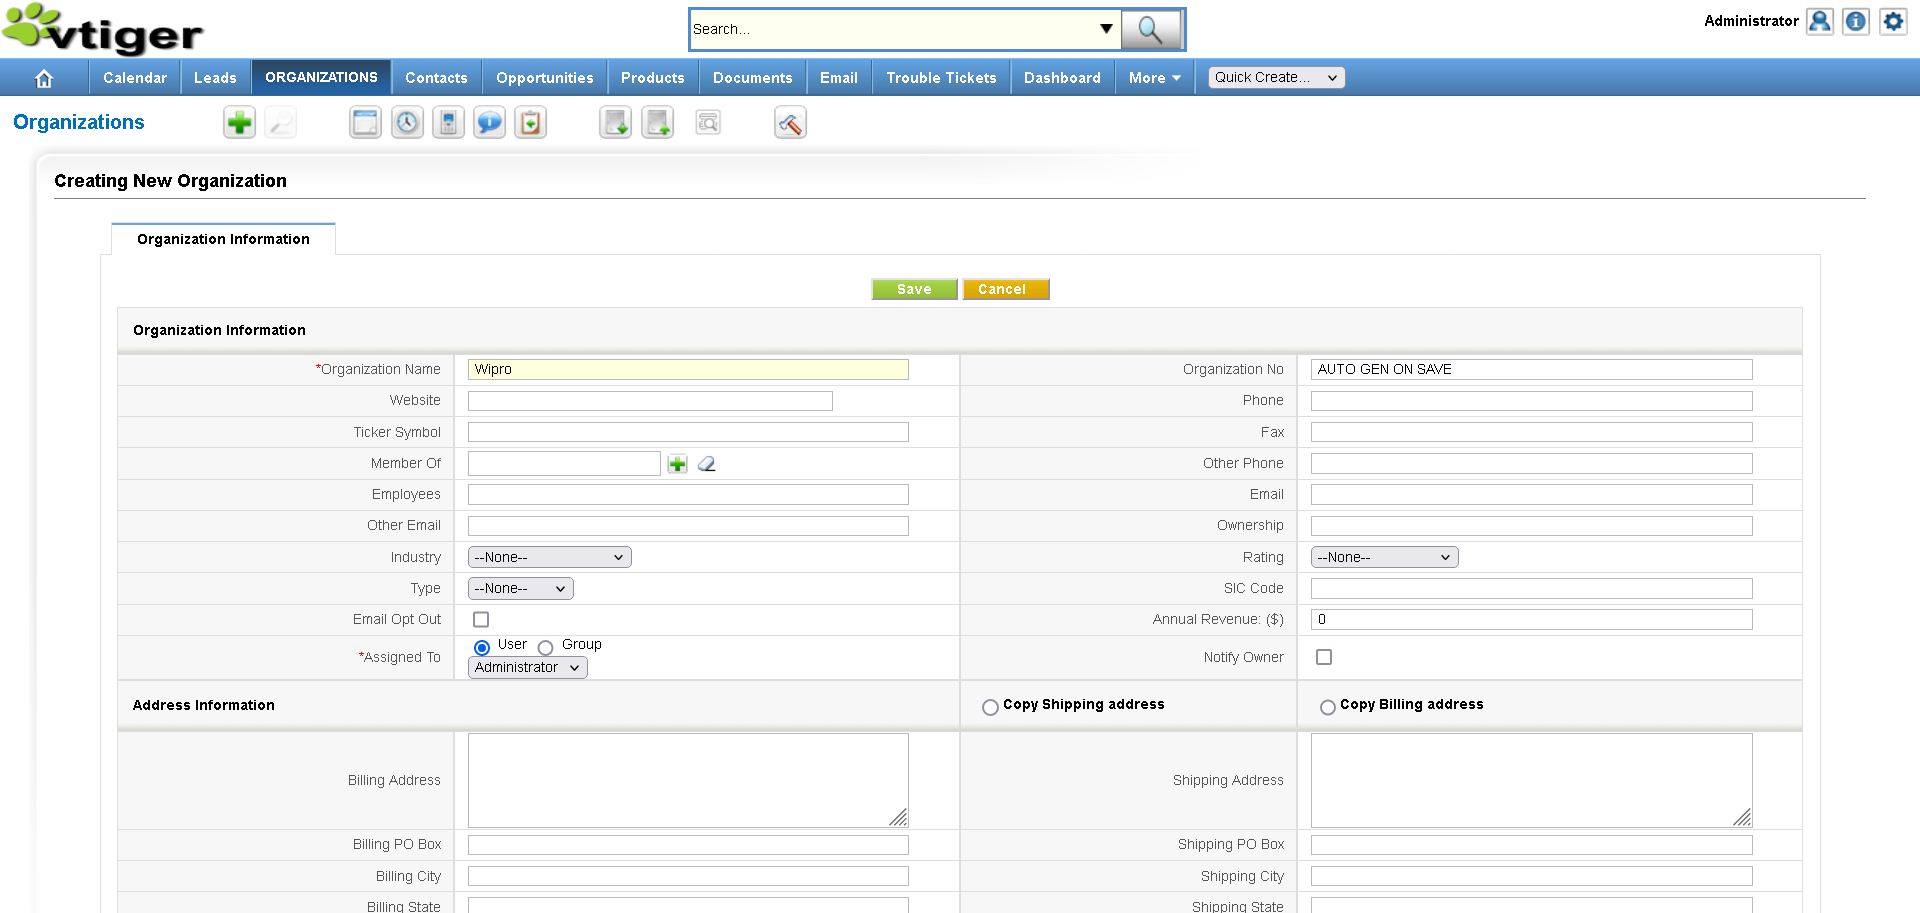 vtiger
Search...
Administrator
Calendar Leads ORGANIZATIONS Contacts Opportunities Products Documents Email Trouble Tickets Dashboard More Quick Create...
Organizations
Creating New Organization
Organization Information
Save Cancel
Organization Information
*Organization Name Wipro Organization No AUTO GEN ON SAVE
Website Phone
Ticker Symbol Fax
Member Of Other Phone
Employees Email
Other Email Ownership
Industry --None-- Rating --None--
Type --None-- SIC Code
Email Opt Out Annual Revenue: ($) 0
*Assigned To User Group Notify Owner
Administrator
Address Information Copy Shipping address Copy Billing address
Billing Address Shipping Address
Billing PO Box Shipping PO Box
Billing City Shipping City
Billing State Shipping State